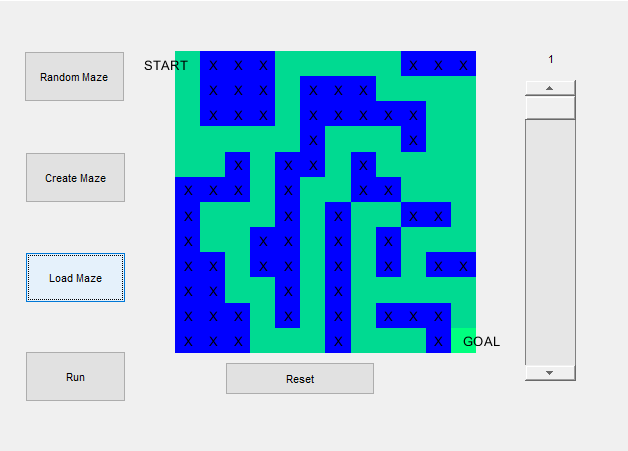 1
START X X X X X X
Random Maze
X X X X X X
X X X X X X X X
X X
X X X X
Create Maze
X X X X X X
X X X X X
X X X X X
X X X X X X X X
Load Maze
X X X X
X X X X X X X X
X X X X X GOAL
Run
Reset